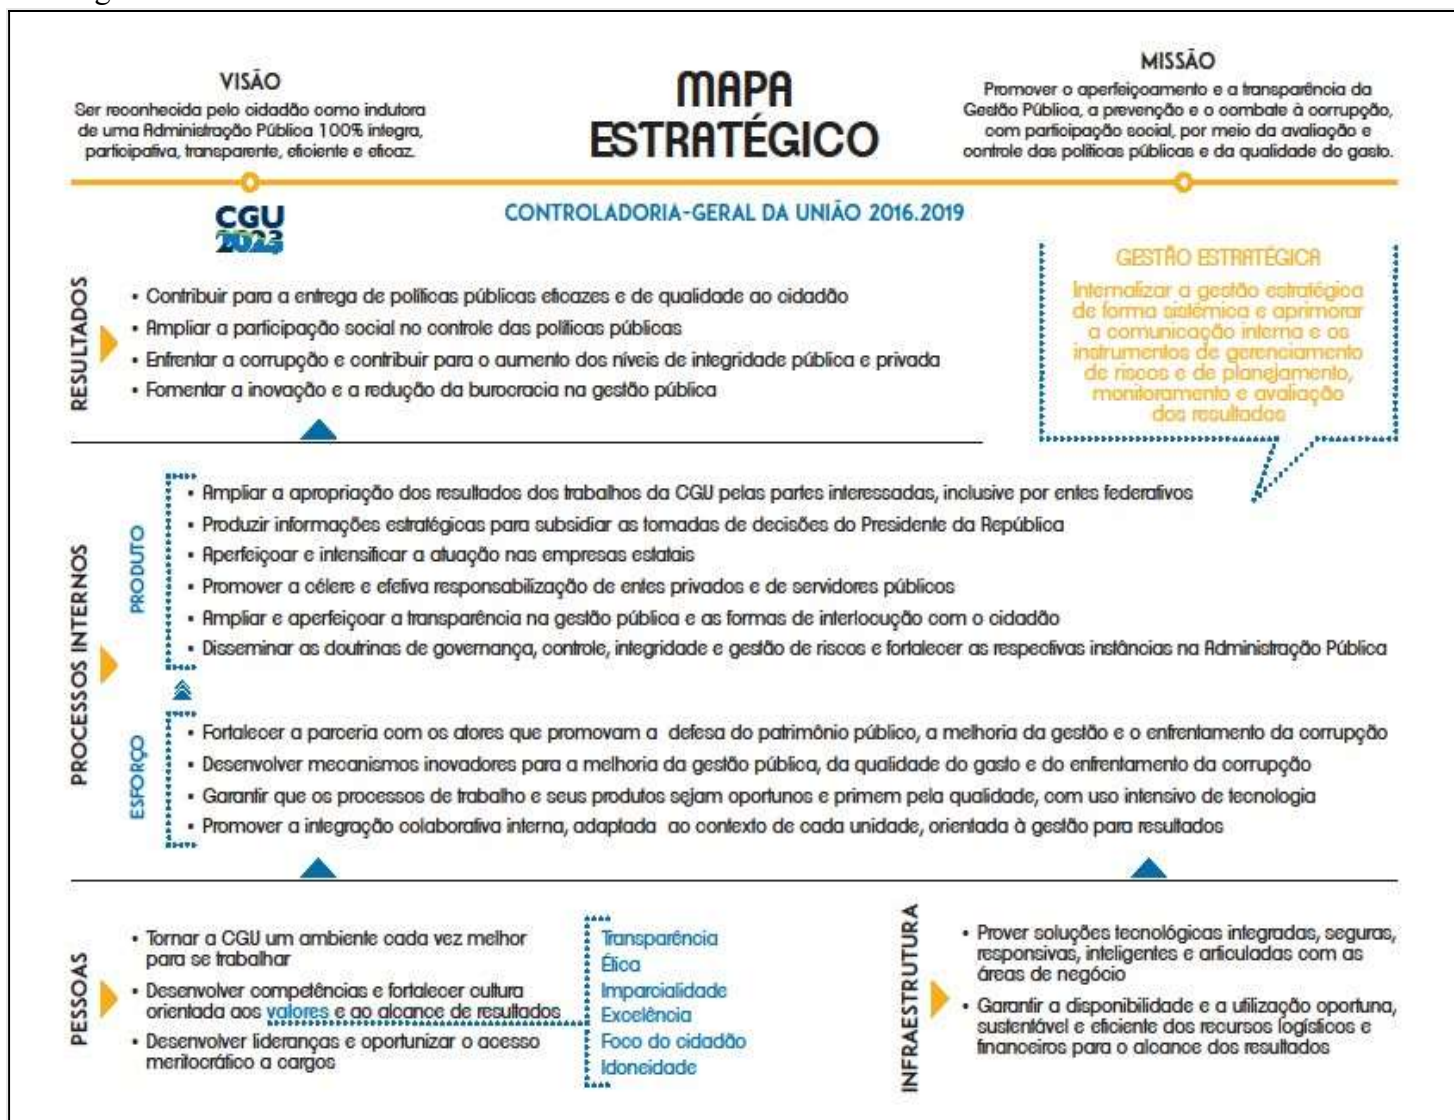 VISÃO
Ser reconhecida pelo cidadão como indutora
de uma Administração Pública 100% íntegra,
participativa, transparente, eficiente e eficaz.
MAPA
ESTRATÉGICO
MISSÃO
Promover o aperfeiçoamento e a transparência da
Gestão Pública, a prevenção e o combate à corrupção,
com participação social, por meio da avaliação e
controle das políticas públicas e da qualidade do gasto.
CGU
2023
CONTROLADORIA-GERAL DA UNIÃO 2016.2019
GESTÃO ESTRATÉGICA
Internalizar a gestão estratégica
de forma sistêmica e aprimorar
a comunicação interna e os
instrumentos de gerenciamento
de riscos e de planejamento,
monitoramento e avaliação
dos resultados
RESULTADOS
• Contribuir para a entrega de políticas públicas eficazes e de qualidade ao cidadão
• Ampliar a participação social no controle das políticas públicas
• Enfrentar a corrupção e contribuir para o aumento dos níveis de integridade pública e privada
• Fomentar a inovação e a redução da burocracia na gestão pública
PROCESSOS INTERNOS
PRODUTO
• Ampliar a apropriação dos resultados dos trabalhos da CGU pelas partes interessadas, inclusive por entes federativos
• Produzir informações estratégicas para subsidiar as tomadas de decisões do Presidente da República
• Aperfeiçoar e intensificar a atuação nas empresas estatais
• Promover a célere e efetiva responsabilização de entes privados e de servidores públicos
• Ampliar e aperfeiçoar a transparência na gestão pública e as formas de interlocução com o cidadão
• Disseminar as doutrinas de governança, controle, integridade e gestão de riscos e fortalecer as respectivas instâncias na Administração Pública
ESFORÇO
• Fortalecer a parceria com os atores que promovam a defesa do patrimônio público, a melhoria da gestão e o enfrentamento da corrupção
• Desenvolver mecanismos inovadores para a melhoria da gestão pública, da qualidade do gasto e do enfrentamento da corrupção
• Garantir que os processos de trabalho e seus produtos sejam oportunos e primem pela qualidade, com uso intensivo de tecnologia
• Promover a integração colaborativa interna, adaptada ao contexto de cada unidade, orientada à gestão para resultados
PESSOAS
• Tornar a CGU um ambiente cada vez melhor
para se trabalhar
• Desenvolver competências e fortalecer cultura
orientada aos valores e ao alcance de resultados
• Desenvolver lideranças e oportunizar o acesso
meritocrático a cargos
Transparência
Ética
Imparcialidade
Excelência
Foco do cidadão
Idoneidade
INFRAESTRUTURA
• Prover soluções tecnológicas integradas, seguras,
responsivas, inteligentes e articuladas com as
áreas de negócio
• Garantir a disponibilidade e a utilização oportuna,
sustentável e eficiente dos recursos logísticos e
financeiros para o alcance dos resultados